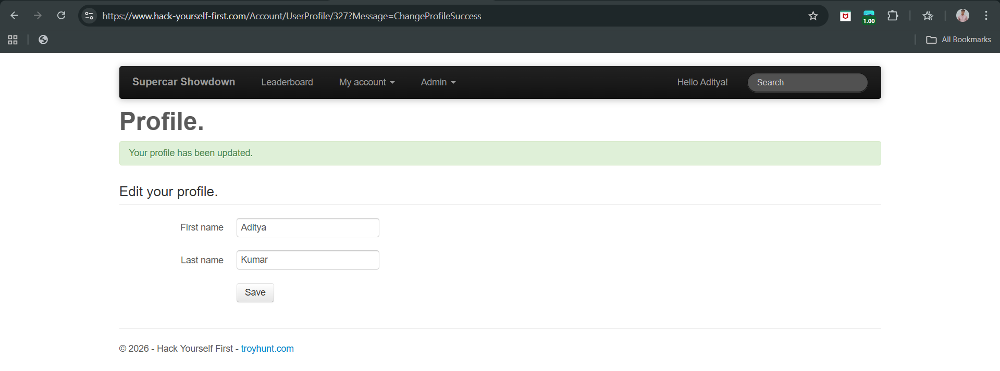 https://www.hack-yourself-first.com/Account/UserProfile/327?Message=ChangeProfileSuccess
1.00
All Bookmarks
Supercar Showdown Leaderboard My account Admin Hello Aditya! Search
Profile.
Your profile has been updated.
Edit your profile.
First name Aditya
Last name Kumar
Save
© 2026 - Hack Yourself First - troyhunt.com